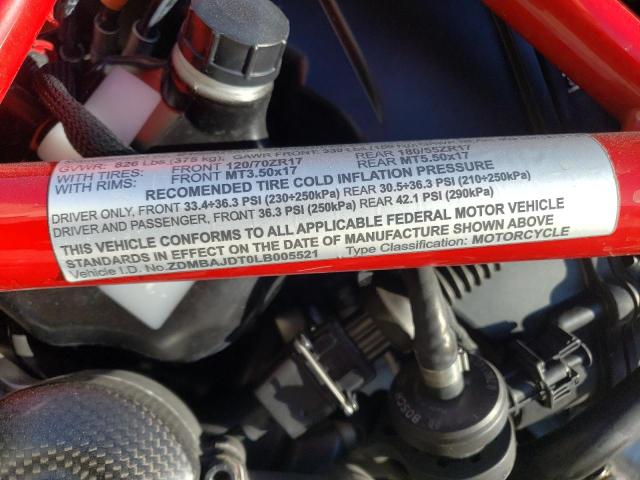 GVWR: 826 Lbs.(375 kg), GAWR FRONT:
WITH TIRES: FRONT 120/70ZR17 REAR 180/55ZR17
WITH RIMS: FRONT MT3.50x17 REAR MT5.50x17
RECOMENDED TIRE COLD INFLATION PRESSURE
DRIVER ONLY, FRONT 33.4÷36.3 PSI (230÷250kPa) REAR 30.5÷36.3 PSI (210÷250kPa)
DRIVER AND PASSENGER, FRONT 36.3 PSI (250kPa) REAR 42.1 PSI (290kPa)
THIS VEHICLE CONFORMS TO ALL APPLICABLE FEDERAL MOTOR VEHICLE
STANDARDS IN EFFECT ON THE DATE OF MANUFACTURE SHOWN ABOVE
Vehicle I.D. No.ZDMBAJDT0LB005521 Type Classification: MOTORCYCLE
BOSCH